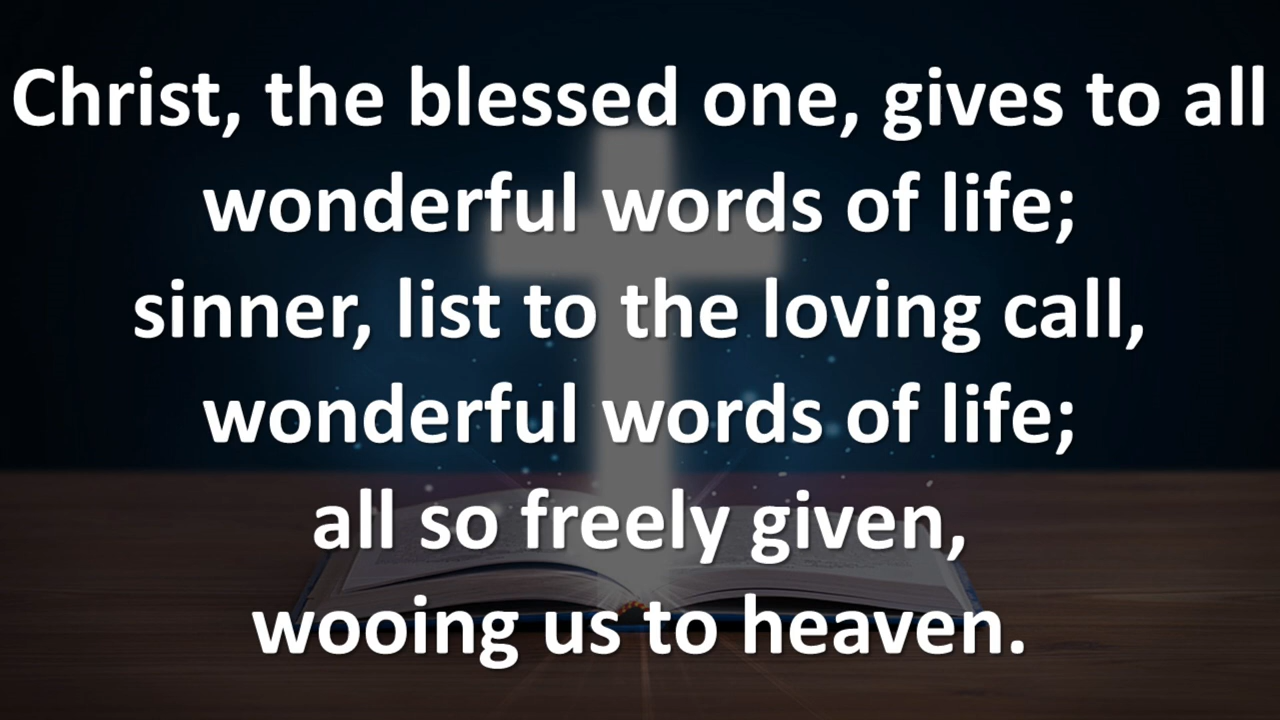 Christ, the blessed one, gives to all
wonderful words of life;
sinner, list to the loving call,
wonderful words of life;
all so freely given,
wooing us to heaven.